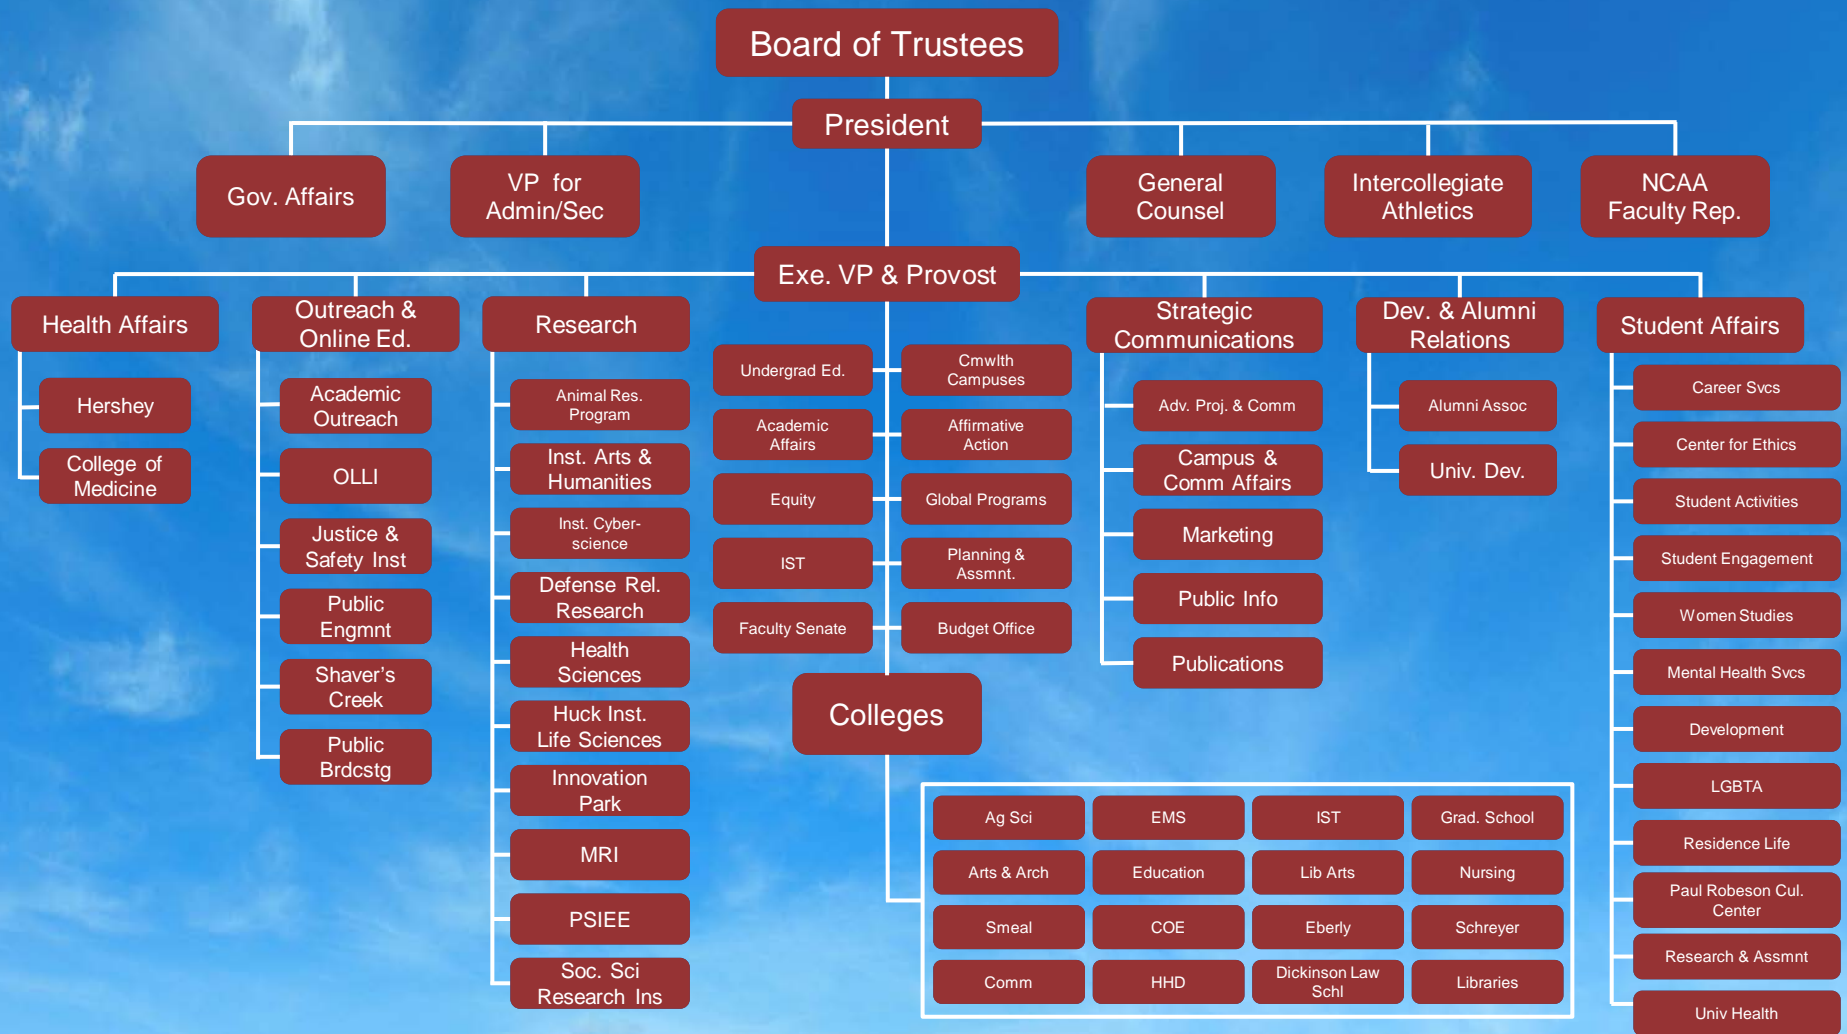 Board of Trustees
President
Gov. Affairs
VP for
Admin/Sec
General
Counsel
Intercollegiate
Athletics
NCAA
Faculty Rep.
Exe. VP & Provost
Health Affairs
Hershey
College of
Medicine
Outreach &
Online Ed.
Academic
Outreach
OLLI
Justice &
Safety Inst
Public
Engmnt
Shaver's
Creek
Public
Brdcstg
Research
Animal Res.
Program
Inst. Arts &
Humanities
Inst. Cyber-
science
Defense Rel.
Research
Health
Sciences
Huck Inst.
Life Sciences
Innovation
Park
MRI
PSIEE
Soc. Sci
Research Ins
Undergrad Ed.
Cmwlth
Campuses
Academic
Affairs
Affirmative
Action
Equity
Global Programs
IST
Planning &
Assmnt.
Faculty Senate
Budget Office
Colleges
Ag Sci
EMS
IST
Grad. School
Arts & Arch
Education
Lib Arts
Nursing
Smeal
COE
Eberly
Schreyer
Comm
HHD
Dickinson Law
Schl
Libraries
Strategic
Communications
Adv. Proj. & Comm
Campus &
Comm Affairs
Marketing
Public Info
Publications
Dev. & Alumni
Relations
Alumni Assoc
Univ. Dev.
Student Affairs
Career Svcs
Center for Ethics
Student Activities
Student Engagement
Women Studies
Mental Health Svcs
Development
LGBTA
Residence Life
Paul Robeson Cul.
Center
Research & Assmnt
Univ Health